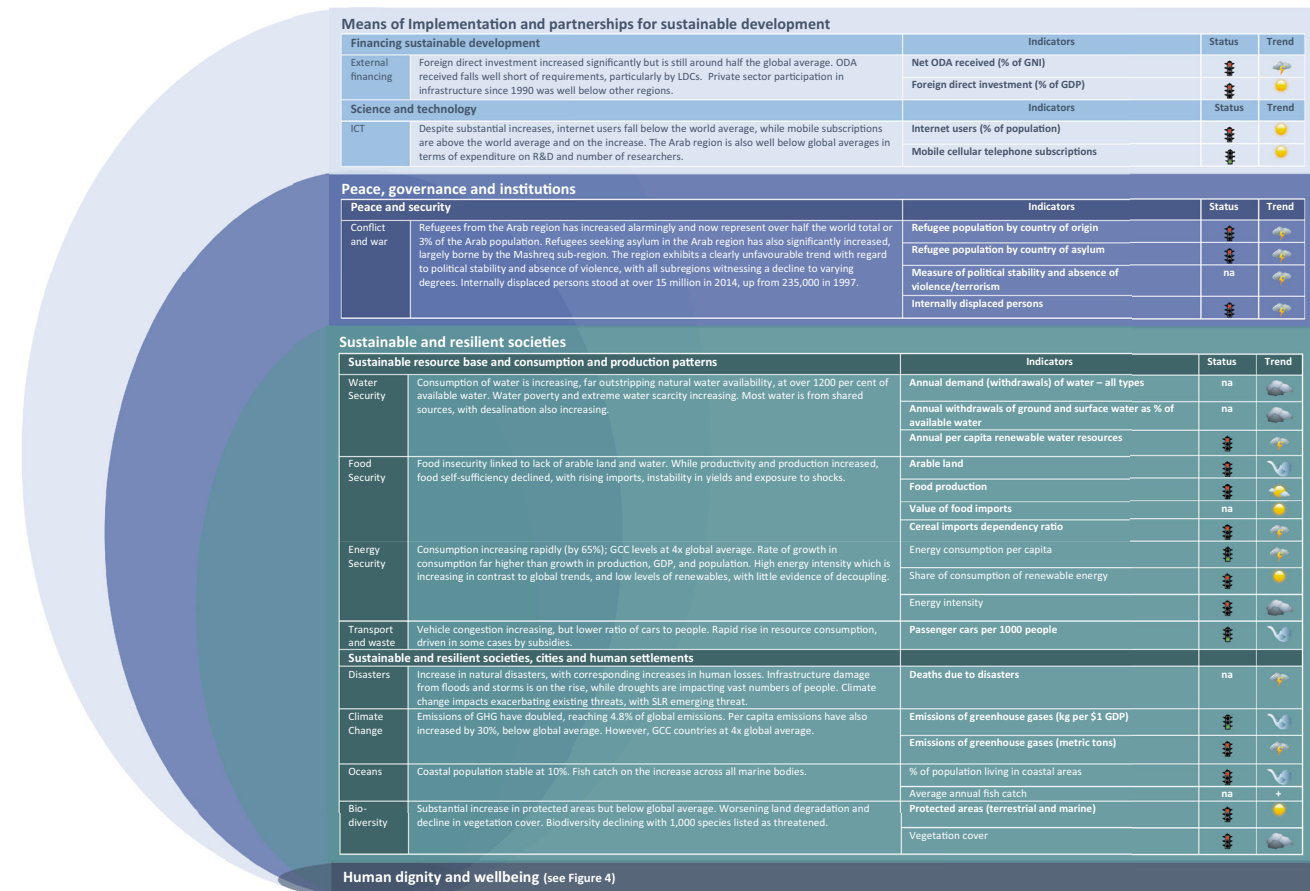 Means of Implementation and partnerships for sustainable development
Financing sustainable development Indicators Status Trend
External
financing
Foreign direct investment increased significantly but is still around half the global average. ODA
received falls well short of requirements, particularly by LDCs. Private sector participation in
infrastructure since 1990 was well below other regions.
Net ODA received (% of GNI)
Foreign direct investment (% of GDP)
Science and technology Indicators Status Trend
ICT
Despite substantial increases, internet users fall below the world average, while mobile subscriptions
are above the world average and on the increase. The Arab region is also well below global averages in
terms of expenditure on R&D and number of researchers.
Internet users (% of population)
Mobile cellular telephone subscriptions
Peace, governance and institutions
Peace and security Indicators Status Trend
Conflict
and war
Refugees from the Arab region has increased alarmingly and now represent over half the world total or
3% of the Arab population. Refugees seeking asylum in the Arab region has also significantly increased,
largely borne by the Mashreq sub-region. The region exhibits a clearly unfavourable trend with regard
to political stability and absence of violence, with all subregions witnessing a decline to varying
degrees. Internally displaced persons stood at over 15 million in 2014, up from 235,000 in 1997.
Refugee population by country of origin
Refugee population by country of asylum
Measure of political stability and absence of
violence/terrorism
na
Internally displaced persons
Sustainable and resilient societies
Sustainable resource base and consumption and production patterns Indicators Status Trend
Water
Security
Consumption of water is increasing, far outstripping natural water availability, at over 1200 per cent of
available water. Water poverty and extreme water scarcity increasing. Most water is from shared
sources, with desalination also increasing.
Annual demand (withdrawals) of water – all types na
Annual withdrawals of ground and surface water as % of
available water
na
Annual per capita renewable water resources
Food
Security
Food insecurity linked to lack of arable land and water. While productivity and production increased,
food self-sufficiency declined, with rising imports, instability in yields and exposure to shocks.
Arable land
Food production
Value of food imports na
Cereal imports dependency ratio
Energy
Security
Consumption increasing rapidly (by 65%); GCC levels at 4x global average. Rate of growth in
consumption far higher than growth in production, GDP, and population. High energy intensity which is
increasing in contrast to global trends, and low levels of renewables, with little evidence of decoupling.
Energy consumption per capita
Share of consumption of renewable energy
Energy intensity
Transport
and waste
Vehicle congestion increasing, but lower ratio of cars to people. Rapid rise in resource consumption,
driven in some cases by subsidies.
Passenger cars per 1000 people
Sustainable and resilient societies, cities and human settlements
Disasters
Increase in natural disasters, with corresponding increases in human losses. Infrastructure damage
from floods and storms is on the rise, while droughts are impacting vast numbers of people. Climate
change impacts exacerbating existing threats, with SLR emerging threat.
Deaths due to disasters na
Climate
Change
Emissions of GHG have doubled, reaching 4.8% of global emissions. Per capita emissions have also
increased by 30%, below global average. However, GCC countries at 4x global average.
Emissions of greenhouse gases (kg per $1 GDP)
Emissions of greenhouse gases (metric tons)
Oceans
Coastal population stable at 10%. Fish catch on the increase across all marine bodies.
% of population living in coastal areas
Average annual fish catch na +
Bio-
diversity
Substantial increase in protected areas but below global average. Worsening land degradation and
decline in vegetation cover. Biodiversity declining with 1,000 species listed as threatened.
Protected areas (terrestrial and marine)
Vegetation cover
Human dignity and wellbeing (see Figure 4)